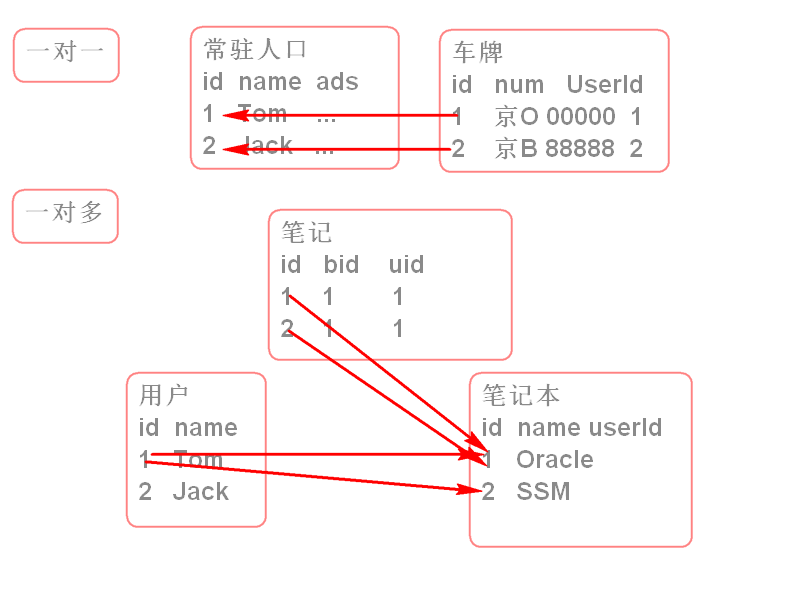 一对一
常驻人口
id name ads
1 Tom ...
2 Jack ...
车牌
id num UserId
1 京O 00000 1
2 京B 88888 2
一对多
笔记
id bid uid
1 1 1
2 1 1
用户
id name
1 Tom
2 Jack
笔记本
id name userId
1 Oracle
2 SSM